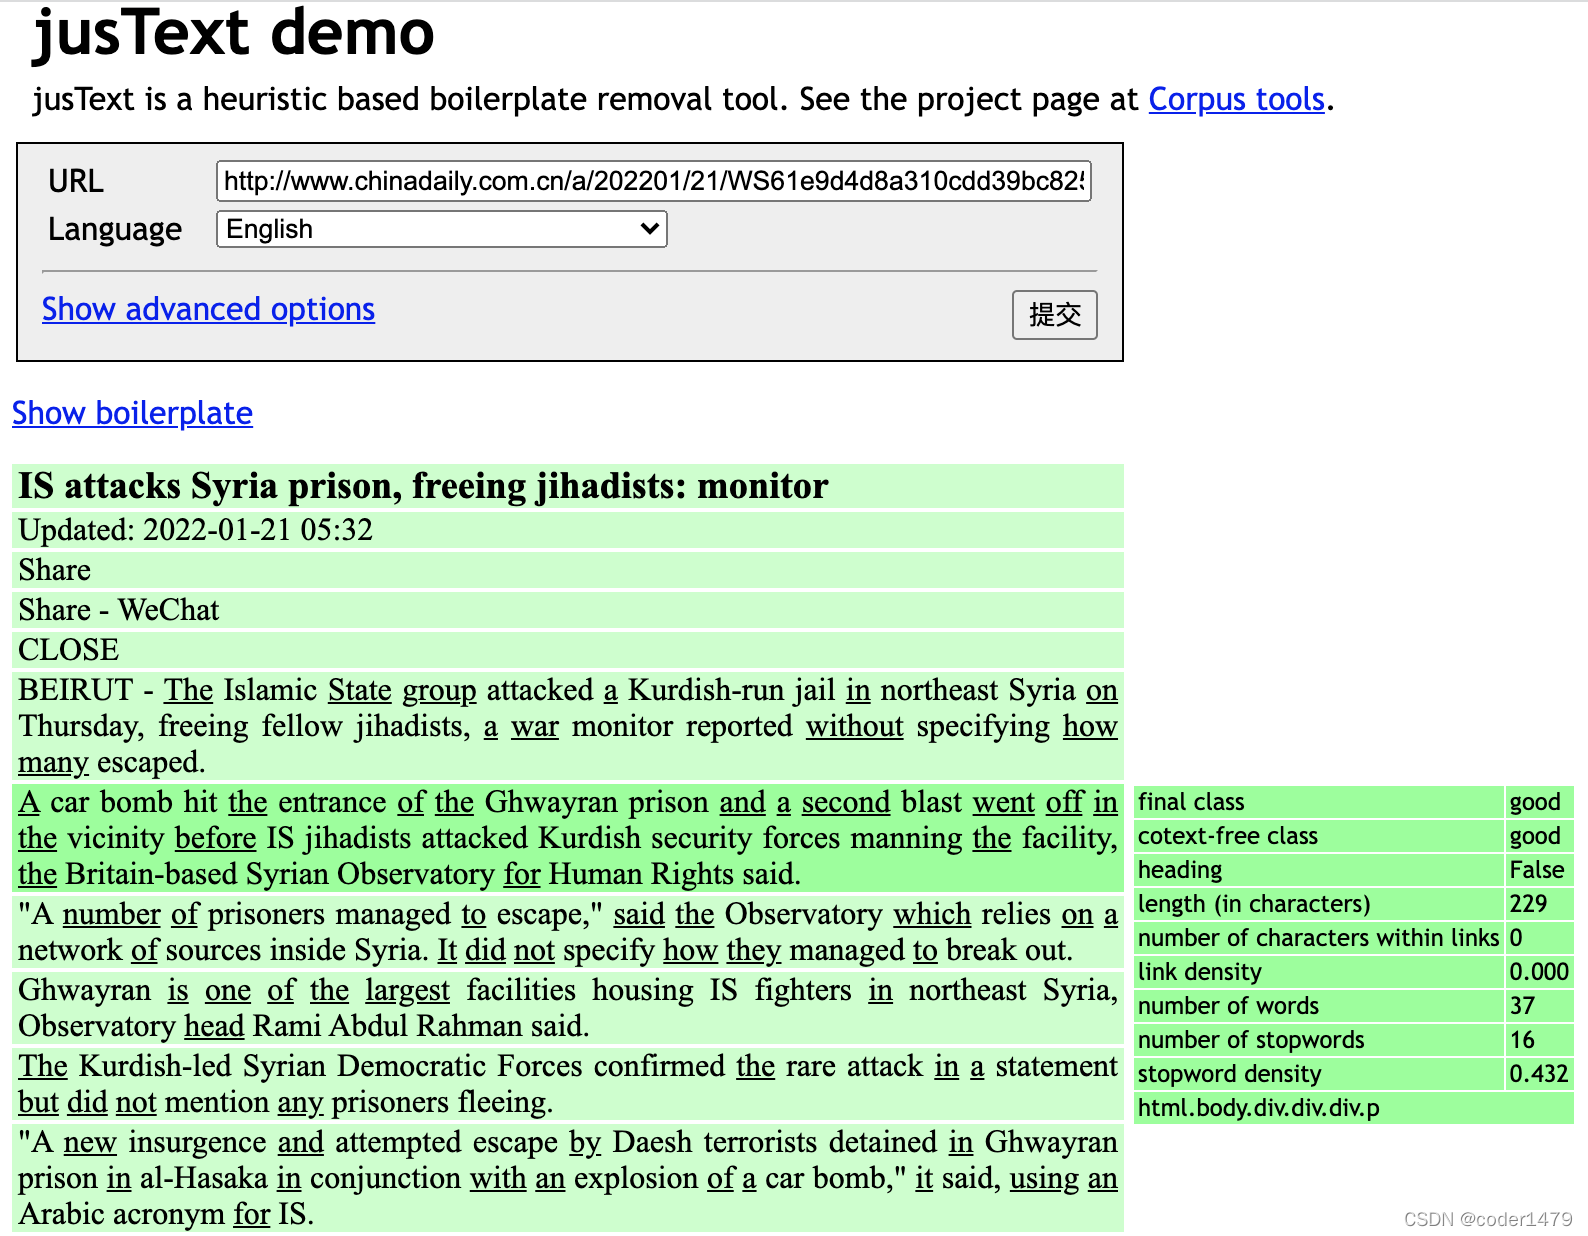 jusText demo
jusText is a heuristic based boilerplate removal tool. See the project page at Corpus tools.
URL http://www.chinadaily.com.cn/a/202201/21/WS61e9d4d8a310cdd39bc825
Language English
Show advanced options 提交
Show boilerplate
IS attacks Syria prison, freeing jihadists: monitor
Updated: 2022-01-21 05:32
Share
Share - WeChat
CLOSE
BEIRUT - The Islamic State group attacked a Kurdish-run jail in northeast Syria on
Thursday, freeing fellow jihadists, a war monitor reported without specifying how
many escaped.
A car bomb hit the entrance of the Ghwayran prison and a second blast went off in
the vicinity before IS jihadists attacked Kurdish security forces manning the facility,
the Britain-based Syrian Observatory for Human Rights said.
"A number of prisoners managed to escape," said the Observatory which relies on a
network of sources inside Syria. It did not specify how they managed to break out.
Ghwayran is one of the largest facilities housing IS fighters in northeast Syria,
Observatory head Rami Abdul Rahman said.
The Kurdish-led Syrian Democratic Forces confirmed the rare attack in a statement
but did not mention any prisoners fleeing.
"A new insurgence and attempted escape by Daesh terrorists detained in Ghwayran
prison in al-Hasaka in conjunction with an explosion of a car bomb," it said, using an
Arabic acronym for IS.
final class good
cotext-free class good
heading False
length (in characters) 229
number of characters within links 0
link density 0.000
number of words 37
number of stopwords 16
stopword density 0.432
html.body.div.div.div.p
CSDN @coder1479